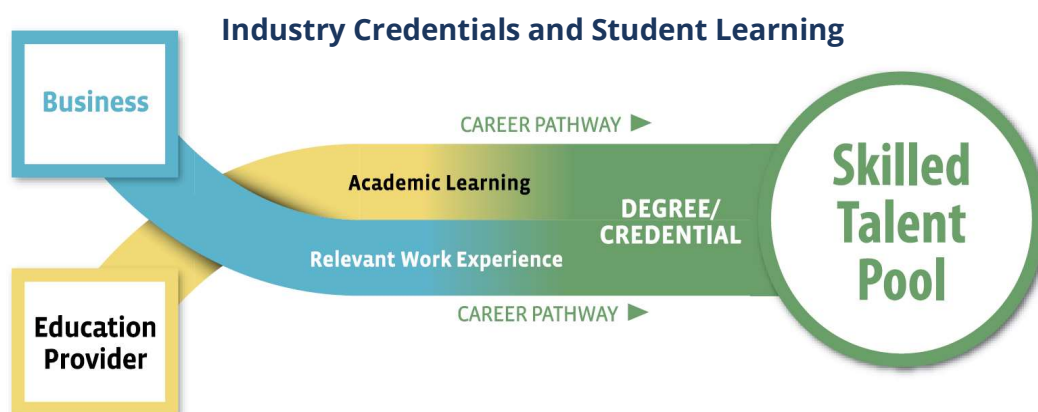 Industry Credentials and Student Learning
Business
CAREER PATHWAY ▶
Academic Learning
DEGREE/
CREDENTIAL
Relevant Work Experience
CAREER PATHWAY ▶
Education
Provider
Skilled
Talent
Pool